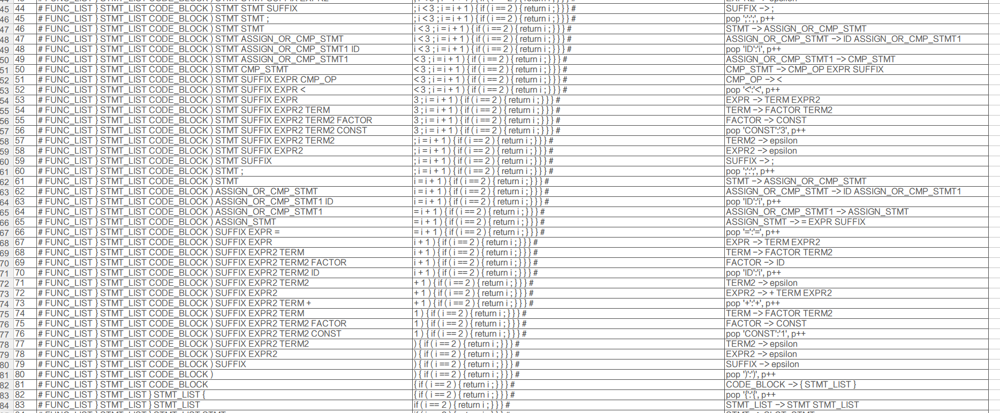 45 44 # FUNC_LIST } STMT_LIST CODE_BLOCK ) STMT STMT SUFFIX ; i < 3 ; i = i + 1 ) { if ( i == 2 ) { return i ; } } } # SUFFIX -> ;
46 45 # FUNC_LIST } STMT_LIST CODE_BLOCK ) STMT STMT ; ; i < 3 ; i = i + 1 ) { if ( i == 2 ) { return i ; } } } # pop ';':';', p++
47 46 # FUNC_LIST } STMT_LIST CODE_BLOCK ) STMT STMT i < 3 ; i = i + 1 ) { if ( i == 2 ) { return i ; } } } # STMT -> ASSIGN_OR_CMP_STMT
48 47 # FUNC_LIST } STMT_LIST CODE_BLOCK ) STMT ASSIGN_OR_CMP_STMT i < 3 ; i = i + 1 ) { if ( i == 2 ) { return i ; } } } # ASSIGN_OR_CMP_STMT -> ID ASSIGN_OR_CMP_STMT1
49 48 # FUNC_LIST } STMT_LIST CODE_BLOCK ) STMT ASSIGN_OR_CMP_STMT1 ID i < 3 ; i = i + 1 ) { if ( i == 2 ) { return i ; } } } # pop 'ID':'i', p++
50 49 # FUNC_LIST } STMT_LIST CODE_BLOCK ) STMT ASSIGN_OR_CMP_STMT1 < 3 ; i = i + 1 ) { if ( i == 2 ) { return i ; } } } # ASSIGN_OR_CMP_STMT1 -> CMP_STMT
51 50 # FUNC_LIST } STMT_LIST CODE_BLOCK ) STMT CMP_STMT < 3 ; i = i + 1 ) { if ( i == 2 ) { return i ; } } } # CMP_STMT -> CMP_OP EXPR SUFFIX
52 51 # FUNC_LIST } STMT_LIST CODE_BLOCK ) STMT SUFFIX EXPR CMP_OP < 3 ; i = i + 1 ) { if ( i == 2 ) { return i ; } } } # CMP_OP -> <
53 52 # FUNC_LIST } STMT_LIST CODE_BLOCK ) STMT SUFFIX EXPR < < 3 ; i = i + 1 ) { if ( i == 2 ) { return i ; } } } # pop '<':'<', p++
54 53 # FUNC_LIST } STMT_LIST CODE_BLOCK ) STMT SUFFIX EXPR 3 ; i = i + 1 ) { if ( i == 2 ) { return i ; } } } # EXPR -> TERM EXPR2
55 54 # FUNC_LIST } STMT_LIST CODE_BLOCK ) STMT SUFFIX EXPR2 TERM 3 ; i = i + 1 ) { if ( i == 2 ) { return i ; } } } # TERM -> FACTOR TERM2
56 55 # FUNC_LIST } STMT_LIST CODE_BLOCK ) STMT SUFFIX EXPR2 TERM2 FACTOR 3 ; i = i + 1 ) { if ( i == 2 ) { return i ; } } } # FACTOR -> CONST
57 56 # FUNC_LIST } STMT_LIST CODE_BLOCK ) STMT SUFFIX EXPR2 TERM2 CONST 3 ; i = i + 1 ) { if ( i == 2 ) { return i ; } } } # pop 'CONST':'3', p++
58 57 # FUNC_LIST } STMT_LIST CODE_BLOCK ) STMT SUFFIX EXPR2 TERM2 ; i = i + 1 ) { if ( i == 2 ) { return i ; } } } # TERM2 -> epsilon
59 58 # FUNC_LIST } STMT_LIST CODE_BLOCK ) STMT SUFFIX EXPR2 ; i = i + 1 ) { if ( i == 2 ) { return i ; } } } # EXPR2 -> epsilon
60 59 # FUNC_LIST } STMT_LIST CODE_BLOCK ) STMT SUFFIX ; i = i + 1 ) { if ( i == 2 ) { return i ; } } } # SUFFIX -> ;
61 60 # FUNC_LIST } STMT_LIST CODE_BLOCK ) STMT ; ; i = i + 1 ) { if ( i == 2 ) { return i ; } } } # pop ';':';', p++
62 61 # FUNC_LIST } STMT_LIST CODE_BLOCK ) STMT i = i + 1 ) { if ( i == 2 ) { return i ; } } } # STMT -> ASSIGN_OR_CMP_STMT
63 62 # FUNC_LIST } STMT_LIST CODE_BLOCK ) ASSIGN_OR_CMP_STMT i = i + 1 ) { if ( i == 2 ) { return i ; } } } # ASSIGN_OR_CMP_STMT -> ID ASSIGN_OR_CMP_STMT1
64 63 # FUNC_LIST } STMT_LIST CODE_BLOCK ) ASSIGN_OR_CMP_STMT1 ID i = i + 1 ) { if ( i == 2 ) { return i ; } } } # pop 'ID':'i', p++
65 64 # FUNC_LIST } STMT_LIST CODE_BLOCK ) ASSIGN_OR_CMP_STMT1 = i + 1 ) { if ( i == 2 ) { return i ; } } } # ASSIGN_OR_CMP_STMT1 -> ASSIGN_STMT
66 65 # FUNC_LIST } STMT_LIST CODE_BLOCK ) ASSIGN_STMT = i + 1 ) { if ( i == 2 ) { return i ; } } } # ASSIGN_STMT -> = EXPR SUFFIX
67 66 # FUNC_LIST } STMT_LIST CODE_BLOCK ) SUFFIX EXPR = = i + 1 ) { if ( i == 2 ) { return i ; } } } # pop '=':'=', p++
68 67 # FUNC_LIST } STMT_LIST CODE_BLOCK ) SUFFIX EXPR i + 1 ) { if ( i == 2 ) { return i ; } } } # EXPR -> TERM EXPR2
69 68 # FUNC_LIST } STMT_LIST CODE_BLOCK ) SUFFIX EXPR2 TERM i + 1 ) { if ( i == 2 ) { return i ; } } } # TERM -> FACTOR TERM2
70 69 # FUNC_LIST } STMT_LIST CODE_BLOCK ) SUFFIX EXPR2 TERM2 FACTOR i + 1 ) { if ( i == 2 ) { return i ; } } } # FACTOR -> ID
71 70 # FUNC_LIST } STMT_LIST CODE_BLOCK ) SUFFIX EXPR2 TERM2 ID i + 1 ) { if ( i == 2 ) { return i ; } } } # pop 'ID':'i', p++
72 71 # FUNC_LIST } STMT_LIST CODE_BLOCK ) SUFFIX EXPR2 TERM2 + 1 ) { if ( i == 2 ) { return i ; } } } # TERM2 -> epsilon
73 72 # FUNC_LIST } STMT_LIST CODE_BLOCK ) SUFFIX EXPR2 + 1 ) { if ( i == 2 ) { return i ; } } } # EXPR2 -> + TERM EXPR2
74 73 # FUNC_LIST } STMT_LIST CODE_BLOCK ) SUFFIX EXPR2 TERM + + 1 ) { if ( i == 2 ) { return i ; } } } # pop '+':'+', p++
75 74 # FUNC_LIST } STMT_LIST CODE_BLOCK ) SUFFIX EXPR2 TERM 1 ) { if ( i == 2 ) { return i ; } } } # TERM -> FACTOR TERM2
76 75 # FUNC_LIST } STMT_LIST CODE_BLOCK ) SUFFIX EXPR2 TERM2 FACTOR 1 ) { if ( i == 2 ) { return i ; } } } # FACTOR -> CONST
77 76 # FUNC_LIST } STMT_LIST CODE_BLOCK ) SUFFIX EXPR2 TERM2 CONST 1 ) { if ( i == 2 ) { return i ; } } } # pop 'CONST':'1', p++
78 77 # FUNC_LIST } STMT_LIST CODE_BLOCK ) SUFFIX EXPR2 TERM2 ) { if ( i == 2 ) { return i ; } } } # TERM2 -> epsilon
79 78 # FUNC_LIST } STMT_LIST CODE_BLOCK ) SUFFIX EXPR2 ) { if ( i == 2 ) { return i ; } } } # EXPR2 -> epsilon
80 79 # FUNC_LIST } STMT_LIST CODE_BLOCK ) SUFFIX ) { if ( i == 2 ) { return i ; } } } # SUFFIX -> epsilon
81 80 # FUNC_LIST } STMT_LIST CODE_BLOCK ) ) { if ( i == 2 ) { return i ; } } } # pop ')':')', p++
82 81 # FUNC_LIST } STMT_LIST CODE_BLOCK { if ( i == 2 ) { return i ; } } } # CODE_BLOCK -> { STMT_LIST }
83 82 # FUNC_LIST } STMT_LIST } STMT_LIST { { if ( i == 2 ) { return i ; } } } # pop '{':'{', p++
84 83 # FUNC_LIST } STMT_LIST } STMT_LIST if ( i == 2 ) { return i ; } } } # STMT_LIST -> STMT STMT_LIST